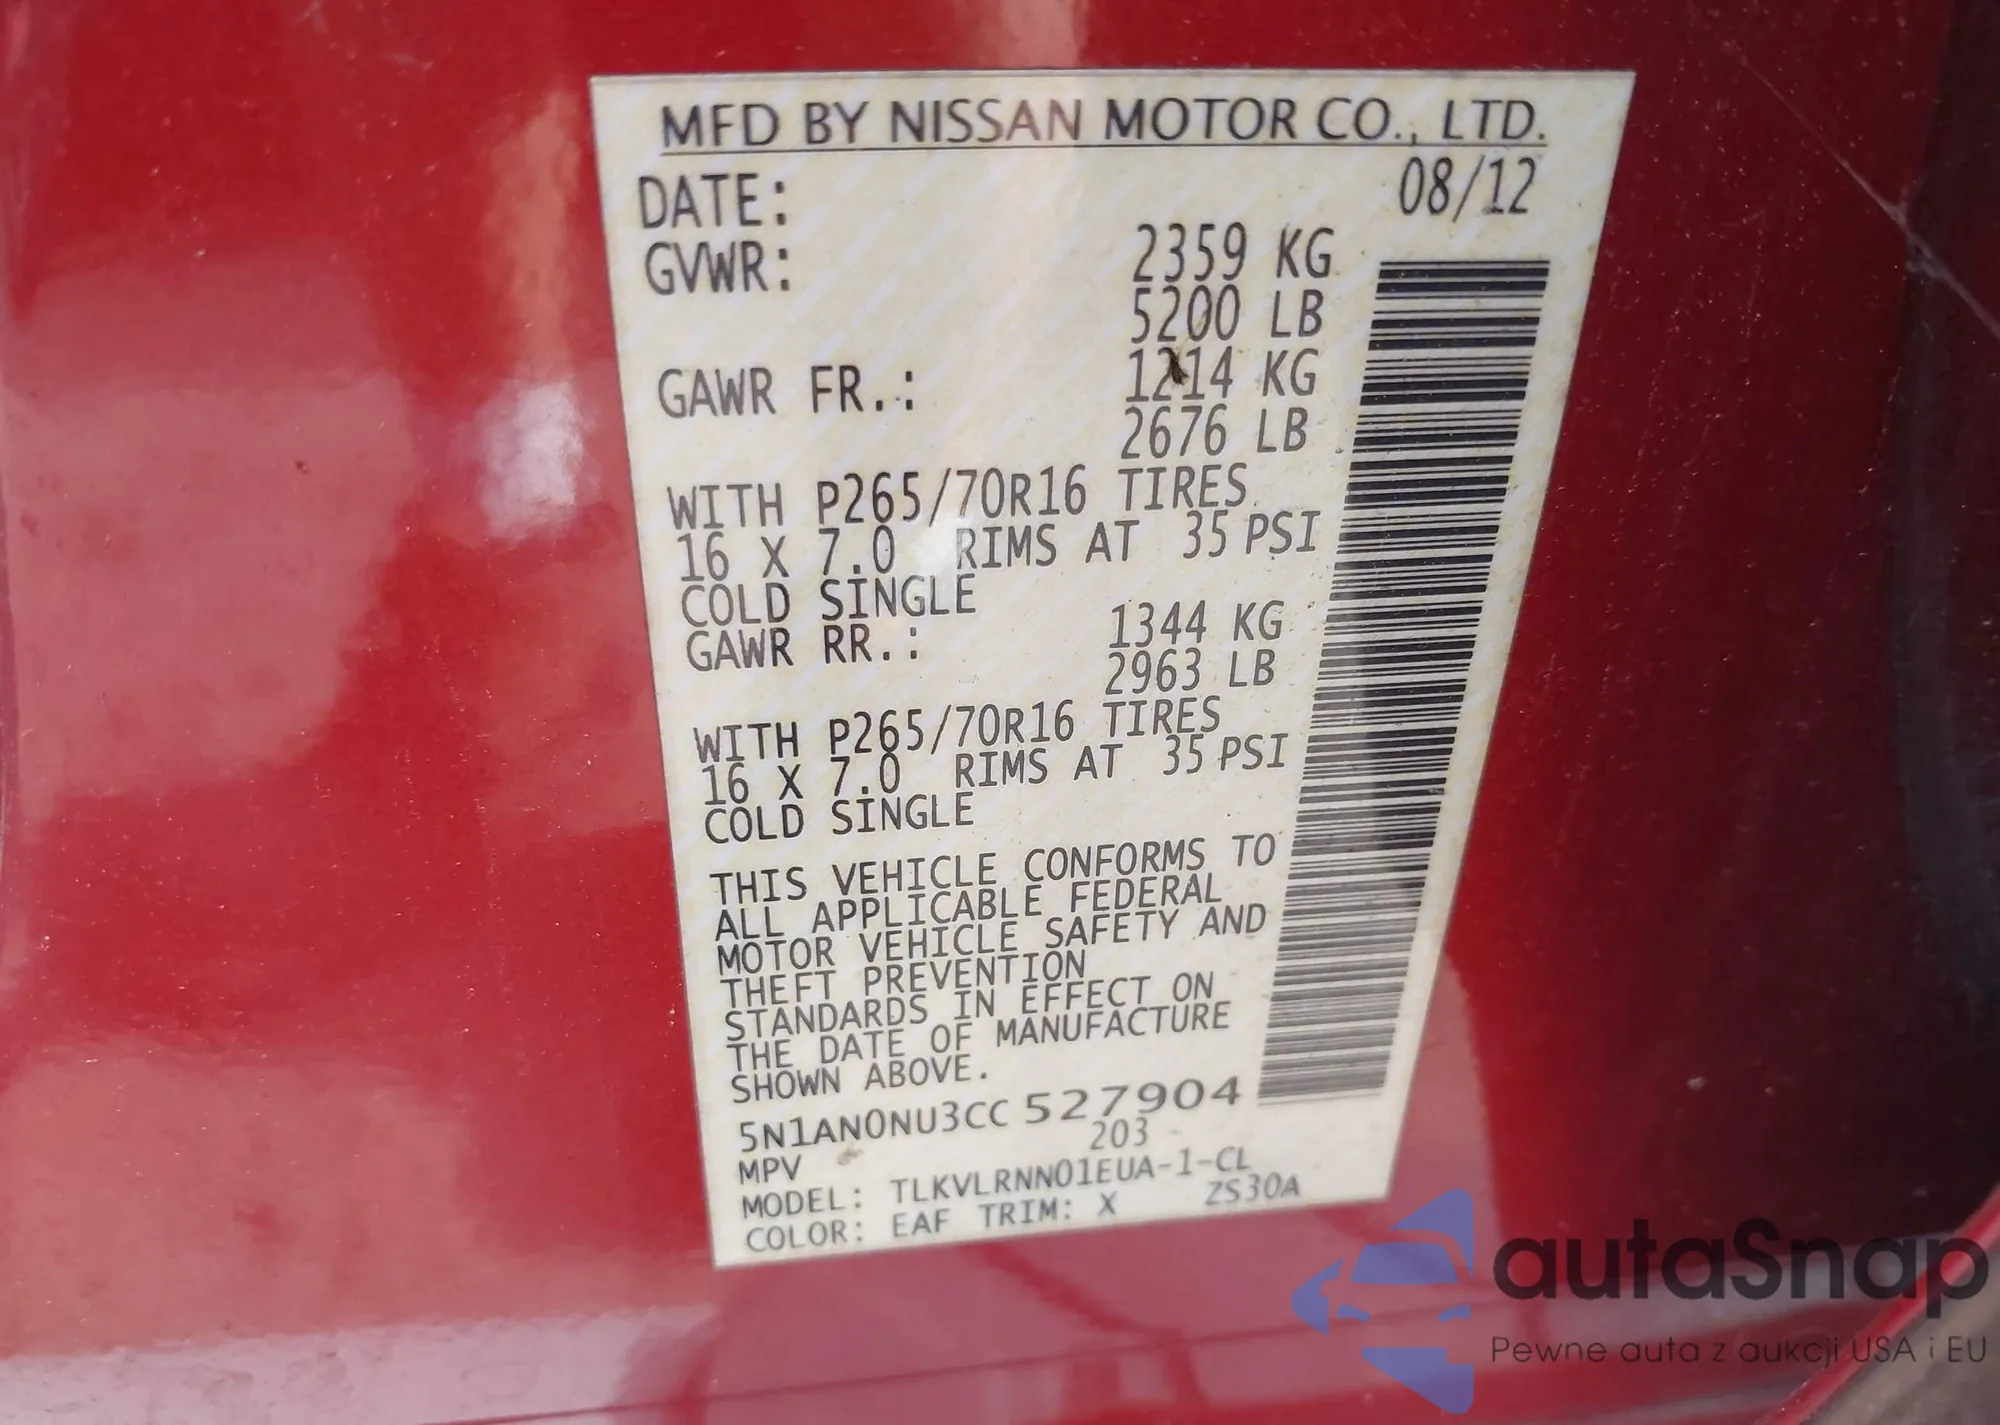 MFD BY NISSAN MOTOR CO., LTD.
DATE: 08/12
GVWR: 2359 KG
5200 LB
GAWR FR.: 1214 KG
2676 LB
WITH P265/70R16 TIRES
16 X 7.0 RIMS AT 35 PSI
COLD SINGLE
GAWR RR.: 1344 KG
2963 LB
WITH P265/70R16 TIRES
16 X 7.0 RIMS AT 35 PSI
COLD SINGLE
THIS VEHICLE CONFORMS TO
ALL APPLICABLE FEDERAL
MOTOR VEHICLE SAFETY AND
THEFT PREVENTION
STANDARDS IN EFFECT ON
THE DATE OF MANUFACTURE
SHOWN ABOVE.
5N1AN0NU3CC 527904
MPV 203
MODEL: TLKVLRNN01EUA-1-CL
COLOR: EAF TRIM: X ZS30A
autaSnap
Pewne auta z aukcji USA i EU